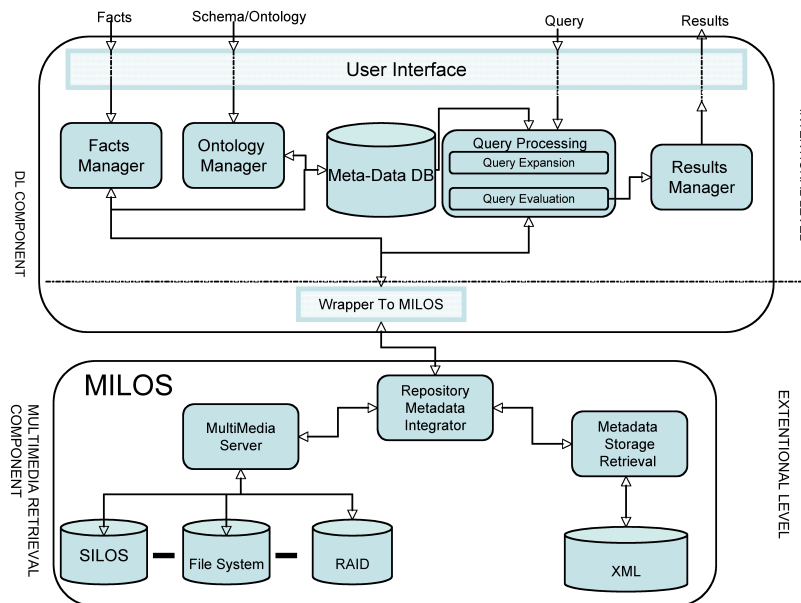 Facts
Schema/Ontology
Query
Results
User Interface
Facts
Manager
Ontology
Manager
Meta-Data DB
Query Processing
Query Expansion
Query Evaluation
Results
Manager
DL COMPONENT
Wrapper To MILOS
MILOS
Repository
Metadata
Integrator
MultiMedia
Server
Metadata
Storage
Retrieval
MULTIMEDIA RETRIEVAL
COMPONENT
EXTENTIONAL LEVEL
SILOS
File System
RAID
XML